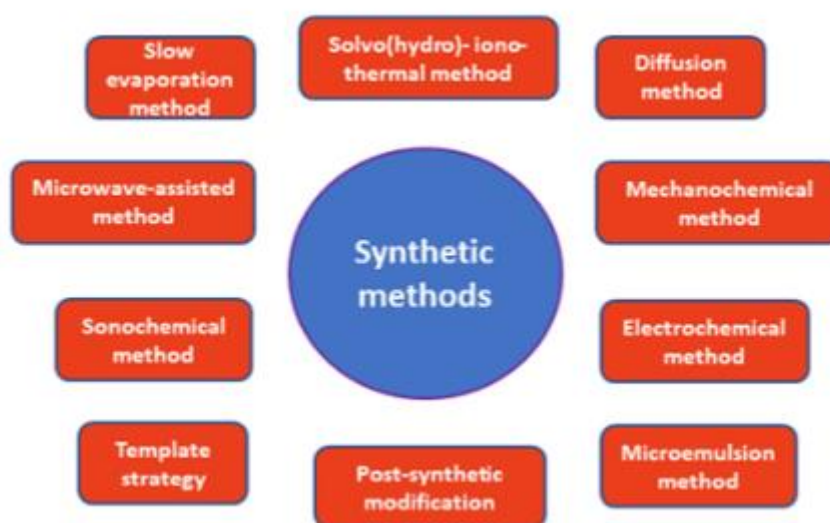 Slow
evaporation
method
Solvo(hydro)- iono-
thermal method
Diffusion
method
Microwave-assisted
method
Synthetic
methods
Mechanochemical
method
Sonochemical
method
Electrochemical
method
Template
strategy
Post-synthetic
modification
Microemulsion
method